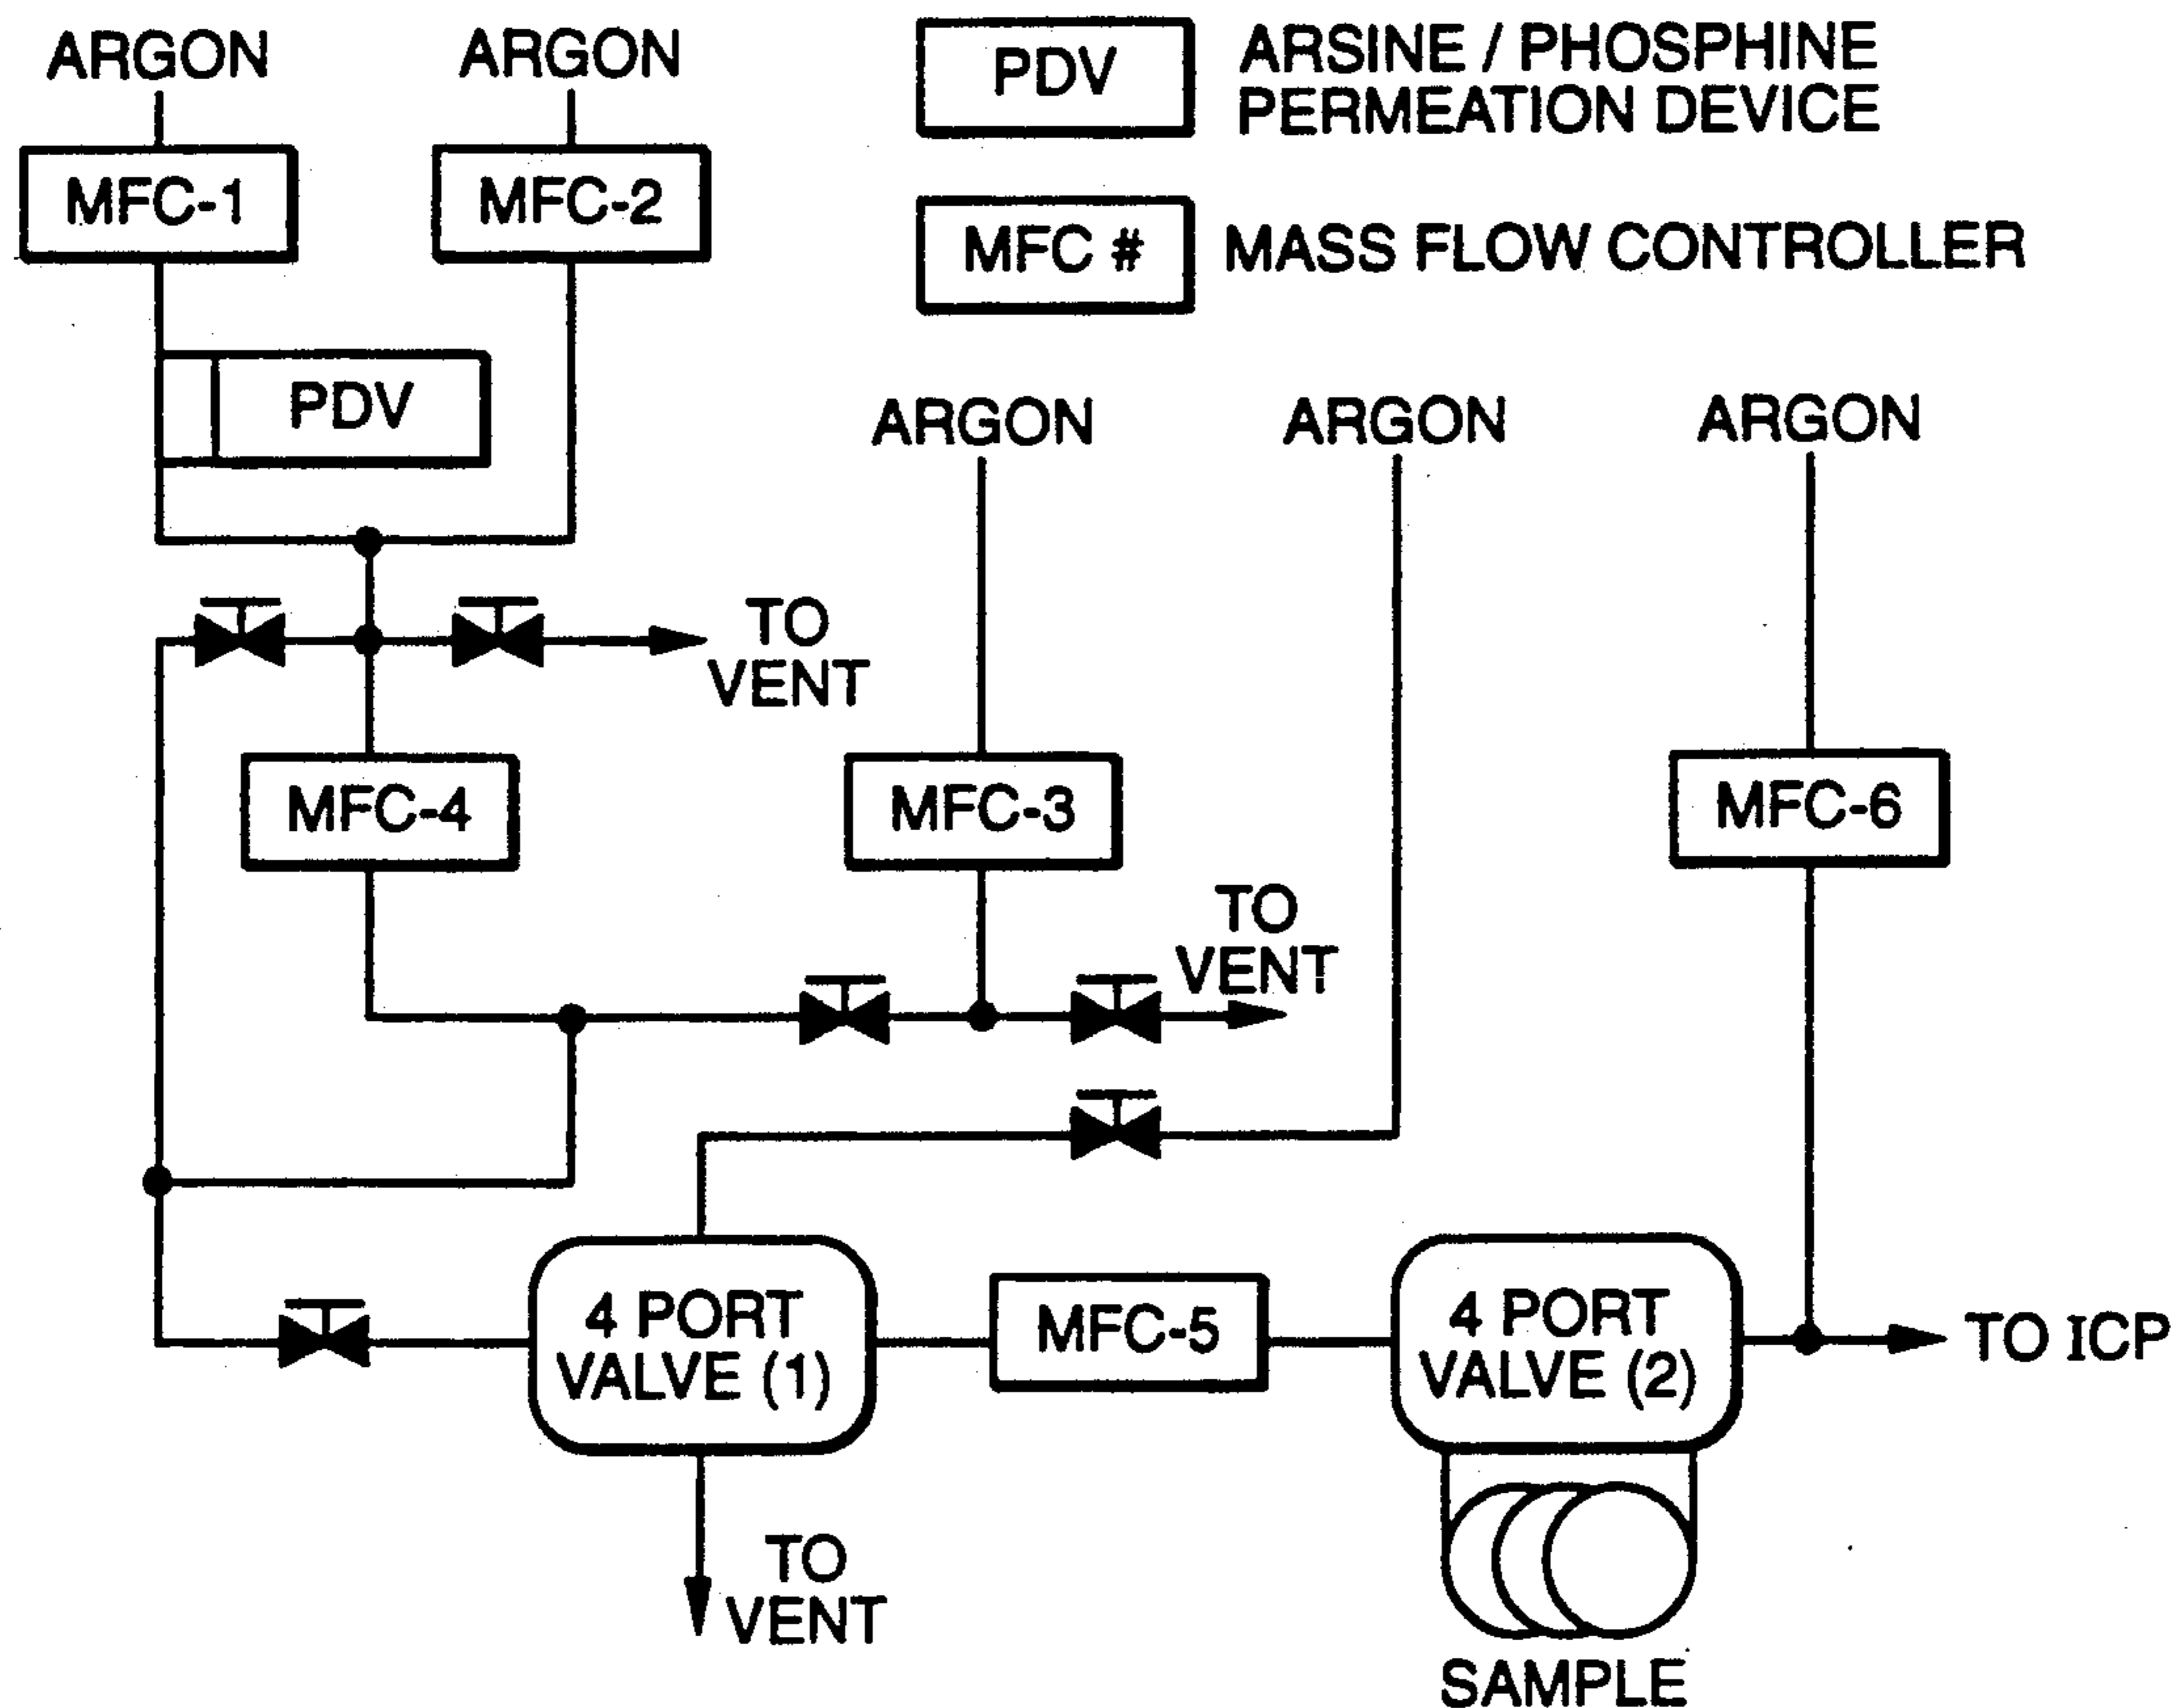 ARGON
ARGON
PDV
ARSINE / PHOSPHINE
PERMEATION DEVICE
MFC-1
MFC-2
MFC #
MASS FLOW CONTROLLER
PDV
ARGON
ARGON
ARGON
TO
VENT
MFC-4
MFC-3
MFC-6
TO
VENT
4 PORT
VALVE (1)
MFC-5
4 PORT
VALVE (2)
TO ICP
TO
VENT
SAMPLE